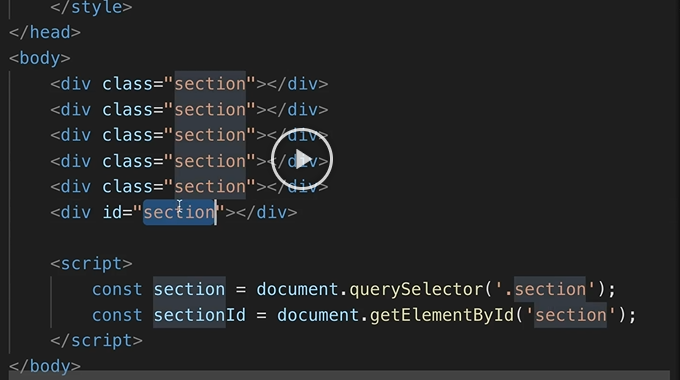 </style>
</head>
<body>
<div class="section"></div>
<div class="section"></div>
<div class="section"></div>
<div class="section"></div>
<div class="section"></div>
<div id="section"></div>
<script>
const section = document.querySelector('.section');
const sectionId = document.getElementById('section');
</script>
</body>